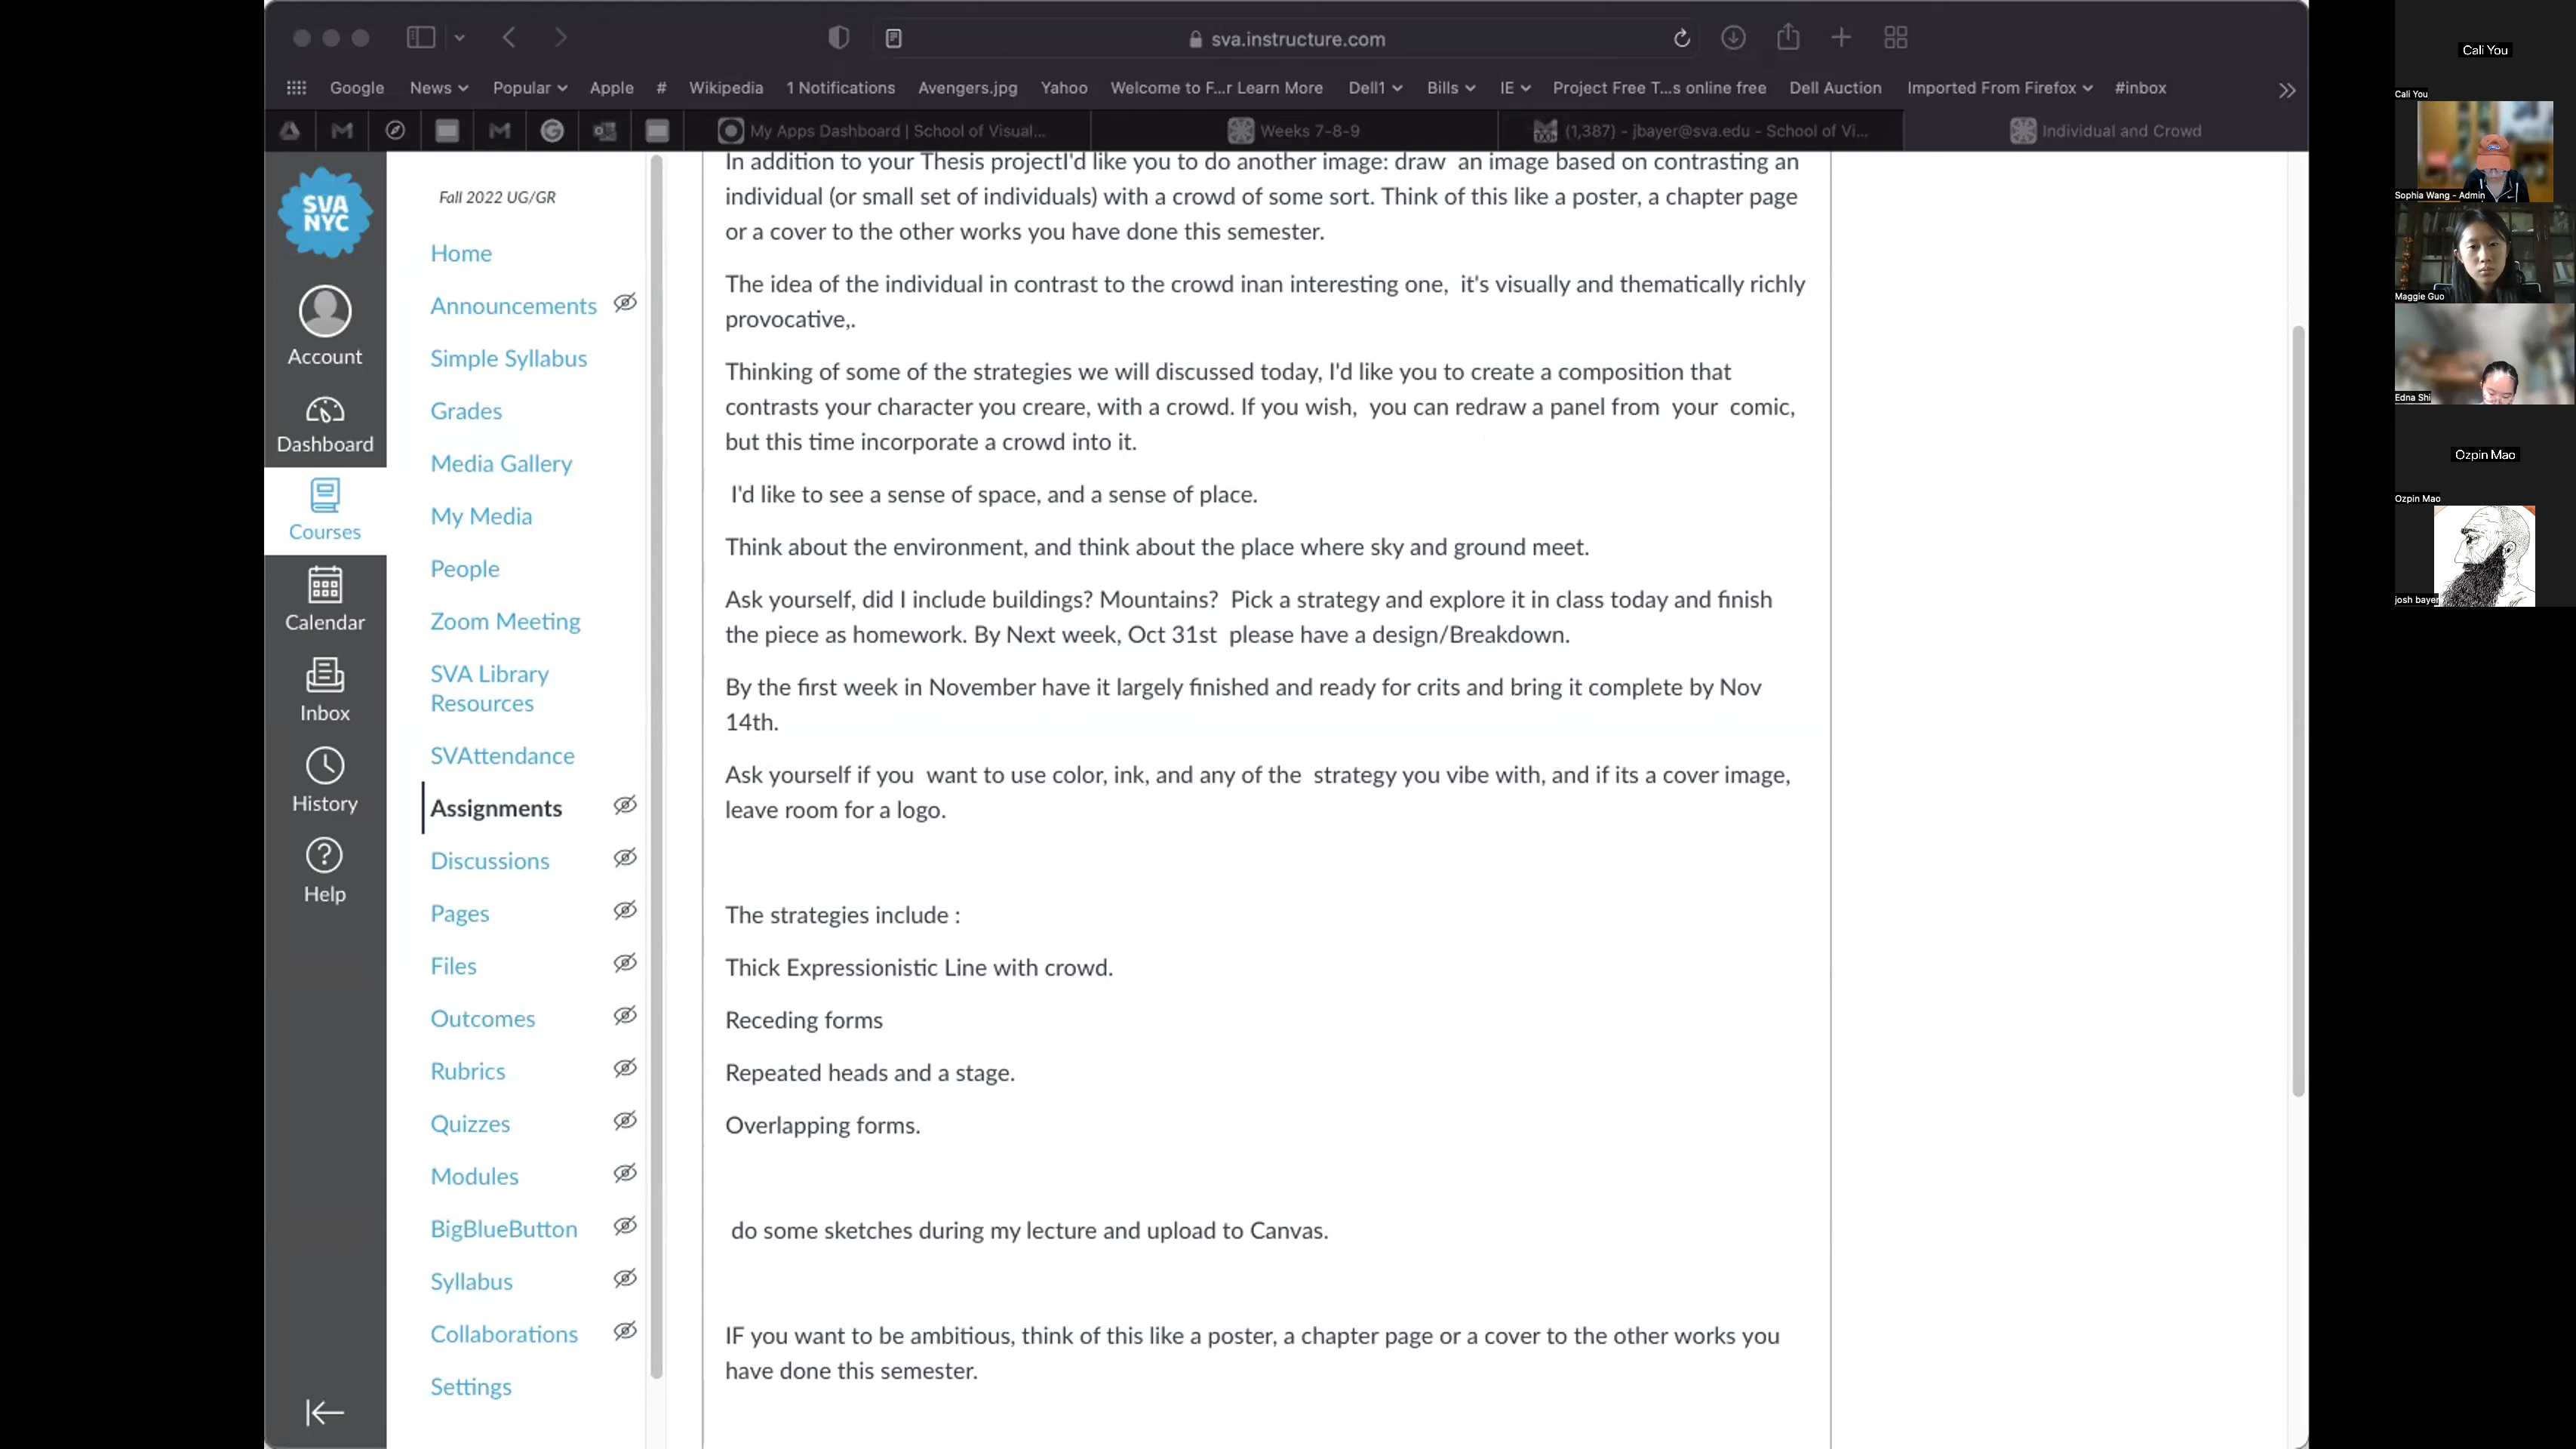 sva.instructure.com
Google News Popular Apple # Wikipedia 1 Notifications Avengers.jpg Yahoo Welcome to F...r Learn More Dell1 Bills IE Project Free T...s online free Dell Auction Imported From Firefox #inbox
My Apps Dashboard | School of Visual... Weeks 7-8-9 (1,387) - jbayer@sva.edu - School of Vi... Individual and Crowd
SVA
NYC
Account
Dashboard
Courses
Calendar
Inbox
History
Help
Fall 2022 UG/GR
Home
Announcements
Simple Syllabus
Grades
Media Gallery
My Media
People
Zoom Meeting
SVA Library
Resources
SVAttendance
Assignments
Discussions
Pages
Files
Outcomes
Rubrics
Quizzes
Modules
BigBlueButton
Syllabus
Collaborations
Settings
In addition to your Thesis projectI'd like you to do another image: draw  an image based on contrasting an
individual (or small set of individuals) with a crowd of some sort. Think of this like a poster, a chapter page
or a cover to the other works you have done this semester.
The idea of the individual in contrast to the crowd inan interesting one,  it's visually and thematically richly
provocative,.
Thinking of some of the strategies we will discussed today, I'd like you to create a composition that
contrasts your character you creare, with a crowd. If you wish,  you can redraw a panel from  your  comic,
but this time incorporate a crowd into it.
I'd like to see a sense of space, and a sense of place.
Think about the environment, and think about the place where sky and ground meet.
Ask yourself, did I include buildings? Mountains?  Pick a strategy and explore it in class today and finish
the piece as homework. By Next week, Oct 31st  please have a design/Breakdown.
By the first week in November have it largely finished and ready for crits and bring it complete by Nov
14th.
Ask yourself if you  want to use color, ink, and any of the  strategy you vibe with, and if its a cover image,
leave room for a logo.
The strategies include :
Thick Expressionistic Line with crowd.
Receding forms
Repeated heads and a stage.
Overlapping forms.
do some sketches during my lecture and upload to Canvas.
IF you want to be ambitious, think of this like a poster, a chapter page or a cover to the other works you
have done this semester.
Cali You
Cali You
Sophia Wang - Admin
Maggie Guo
Edna Shi
Ozpin Mao
Ozpin Mao
josh bayer